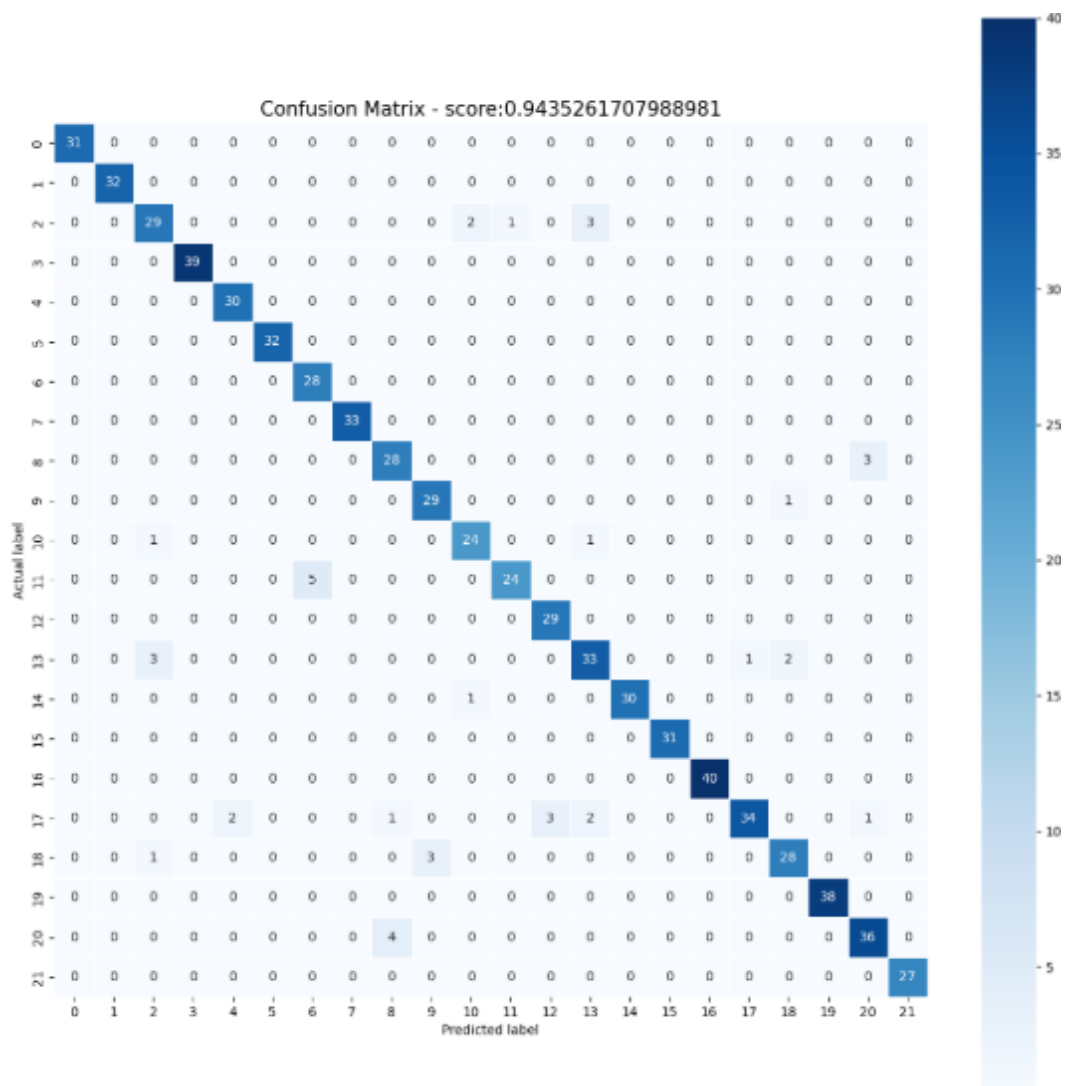 Confusion Matrix - score:0.9435261707988981
0 31 0 0 0 0 0 0 0 0 0 0 0 0 0 0 0 0 0 0 0 0 0
1 0 32 0 0 0 0 0 0 0 0 0 0 0 0 0 0 0 0 0 0 0 0
2 0 0 29 0 0 0 0 0 0 0 2 1 0 3 0 0 0 0 0 0 0 0
3 0 0 0 39 0 0 0 0 0 0 0 0 0 0 0 0 0 0 0 0 0 0
4 0 0 0 0 30 0 0 0 0 0 0 0 0 0 0 0 0 0 0 0 0 0
5 0 0 0 0 0 32 0 0 0 0 0 0 0 0 0 0 0 0 0 0 0 0
6 0 0 0 0 0 0 28 0 0 0 0 0 0 0 0 0 0 0 0 0 0 0
7 0 0 0 0 0 0 0 33 0 0 0 0 0 0 0 0 0 0 0 0 0 0
8 0 0 0 0 0 0 0 0 28 0 0 0 0 0 0 0 0 0 0 0 3 0
9 0 0 0 0 0 0 0 0 0 29 0 0 0 0 0 0 0 0 1 0 0 0
10 0 0 1 0 0 0 0 0 0 0 24 0 0 1 0 0 0 0 0 0 0 0
11 0 0 0 0 0 0 5 0 0 0 0 24 0 0 0 0 0 0 0 0 0 0
12 0 0 0 0 0 0 0 0 0 0 0 0 29 0 0 0 0 0 0 0 0 0
13 0 0 3 0 0 0 0 0 0 0 0 0 0 33 0 0 0 1 2 0 0 0
14 0 0 0 0 0 0 0 0 0 0 1 0 0 0 30 0 0 0 0 0 0 0
15 0 0 0 0 0 0 0 0 0 0 0 0 0 0 0 31 0 0 0 0 0 0
16 0 0 0 0 0 0 0 0 0 0 0 0 0 0 0 0 40 0 0 0 0 0
17 0 0 0 0 2 0 0 0 1 0 0 0 3 2 0 0 0 34 0 0 1 0
18 0 0 1 0 0 0 0 0 0 3 0 0 0 0 0 0 0 0 28 0 0 0
19 0 0 0 0 0 0 0 0 0 0 0 0 0 0 0 0 0 0 0 38 0 0
20 0 0 0 0 0 0 0 0 4 0 0 0 0 0 0 0 0 0 0 0 36 0
21 0 0 0 0 0 0 0 0 0 0 0 0 0 0 0 0 0 0 0 0 0 27
0 1 2 3 4 5 6 7 8 9 10 11 12 13 14 15 16 17 18 19 20 21
Actual label
Predicted label
40
35
30
25
20
15
10
5